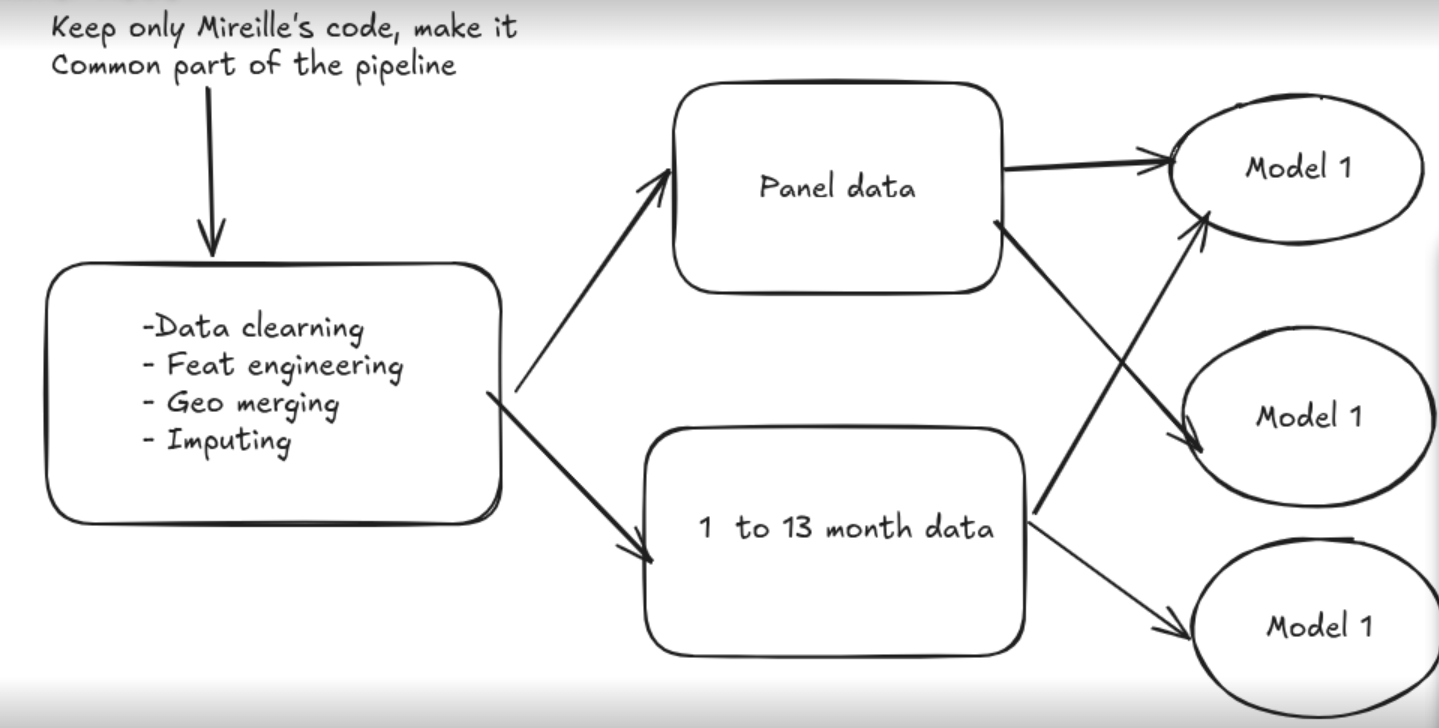 Keep only Mireille's code, make it
Common part of the pipeline
-Data clearning
- Feat engineering
- Geo merging
- Imputing
Panel data
1 to 13 month data
Model 1
Model 1
Model 1